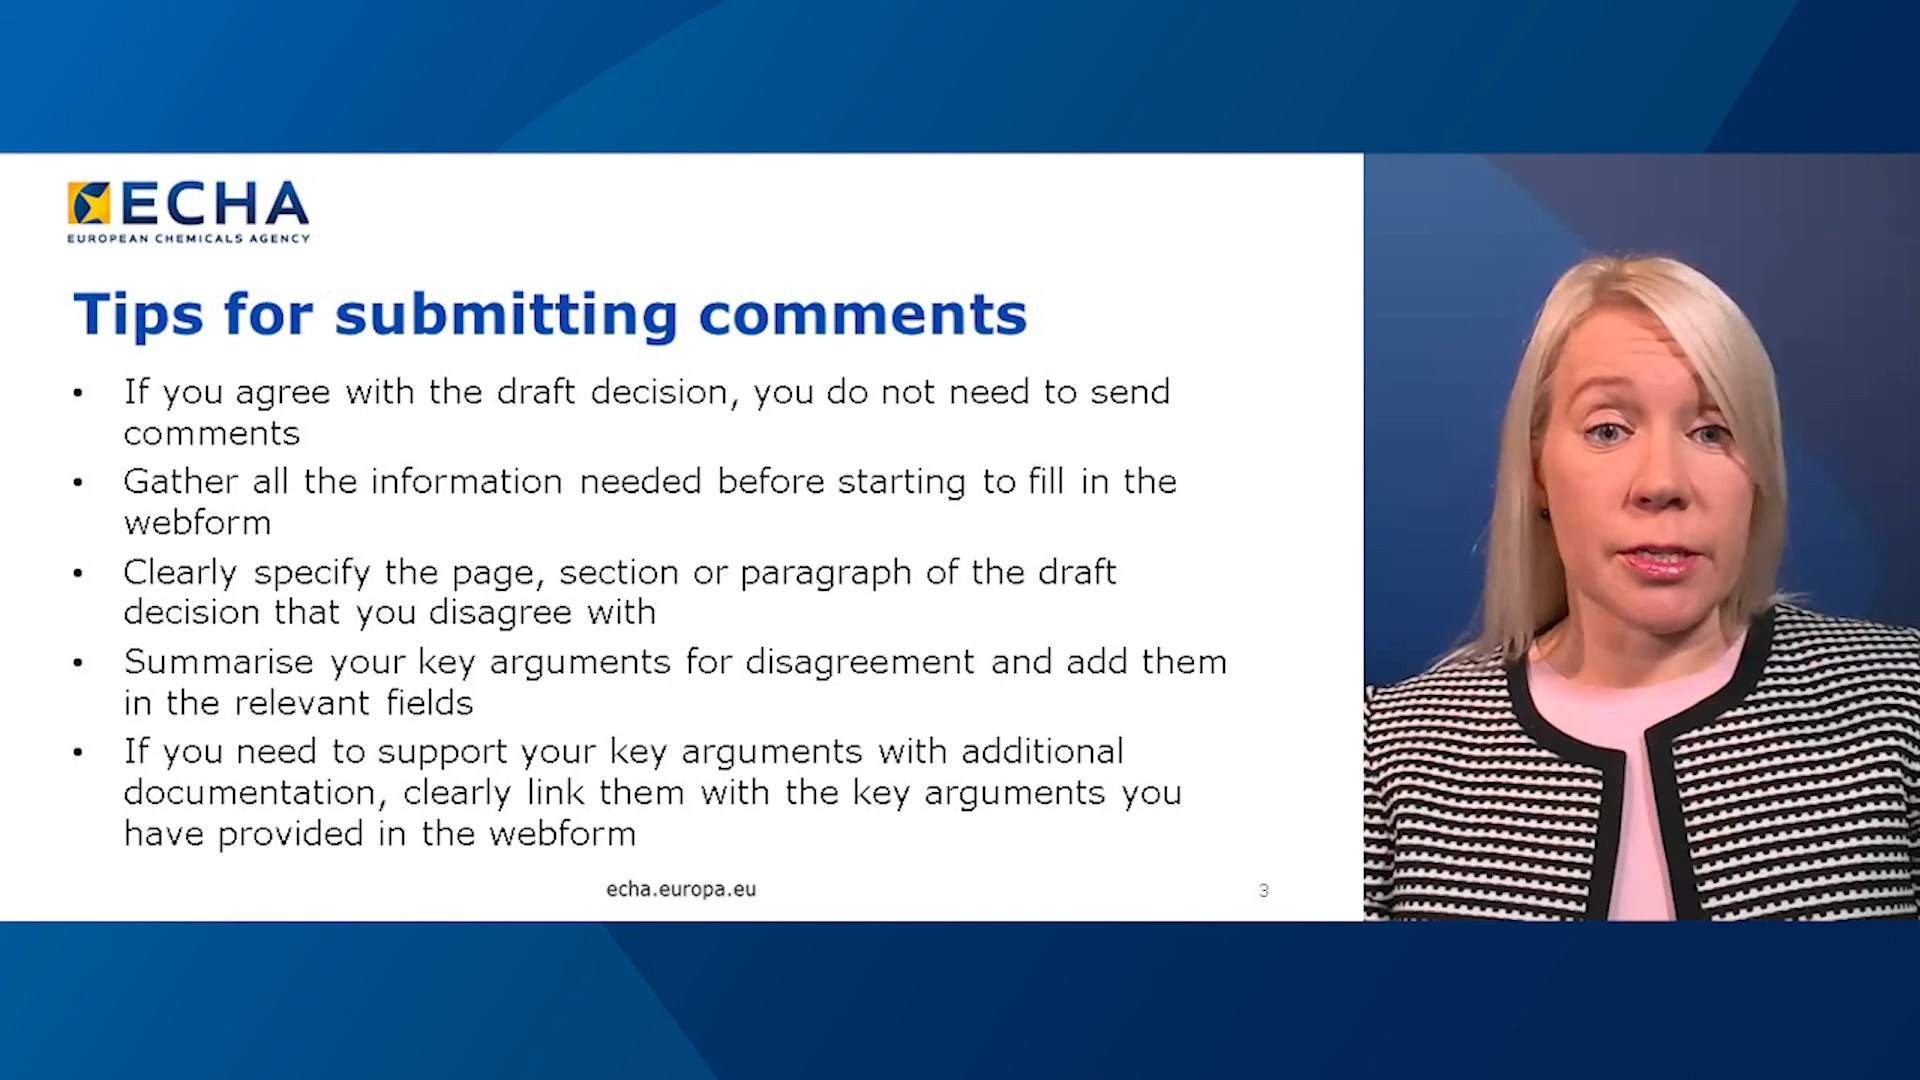 ECHA
EUROPEAN CHEMICALS AGENCY
Tips for submitting comments
• If you agree with the draft decision, you do not need to send
comments
• Gather all the information needed before starting to fill in the
webform
• Clearly specify the page, section or paragraph of the draft
decision that you disagree with
• Summarise your key arguments for disagreement and add them
in the relevant fields
• If you need to support your key arguments with additional
documentation, clearly link them with the key arguments you
have provided in the webform
echa.europa.eu
3